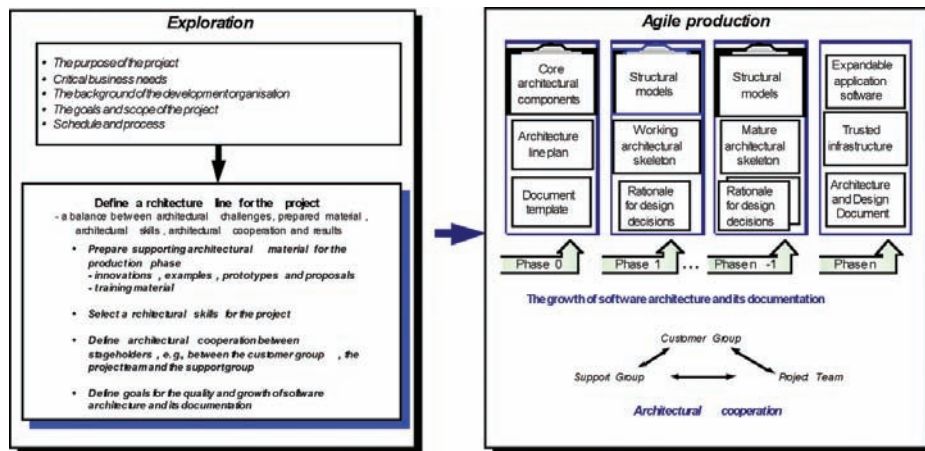 Exploration
• The purpose of the project
• Critical business needs
• The background of the development organisation
• The goals and scope of the project
• Schedule and process
Define a rchitectural line for the project
- a balance between architectural challenges, prepared material ,
architectural skills , architectural cooperation and results
• Prepare supporting architectural material for the
production phase
- innovations , examples , prototypes and proposals
- training material
• Select a rchitectural skills for the project
• Define architectural cooperation between
stageholders , e.g., between the customer group , the
project team and the support group
• Define goals for the quality and growth of software
architecture and its documentation
Agile production
Core
architectural
components
Architecture
line plan
Document
template
Phase 0
Structural
models
Working
architectural
skeleton
Rationale
for design
decisions
Phase 1
...
Structural
models
Mature
architectural
skeleton
Rationale
for design
decisions
Phase n -1
Expandable
application
software
Trusted
infrastructure
Architecture
and Design
Document
Phase n
The growth of software architecture and its documentation
Customer Group
Support Group
Project Team
Architectural cooperation